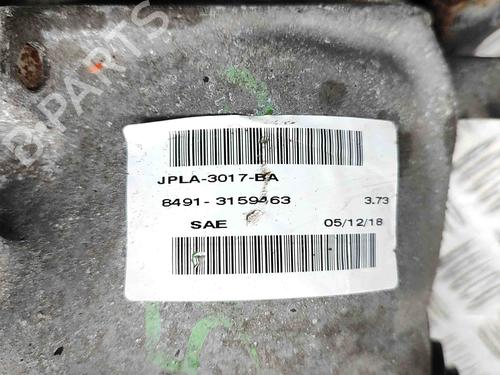 B-PARTS
JPLA-3017-BA
8491- 3159463 3.73
SAE 05/12/18